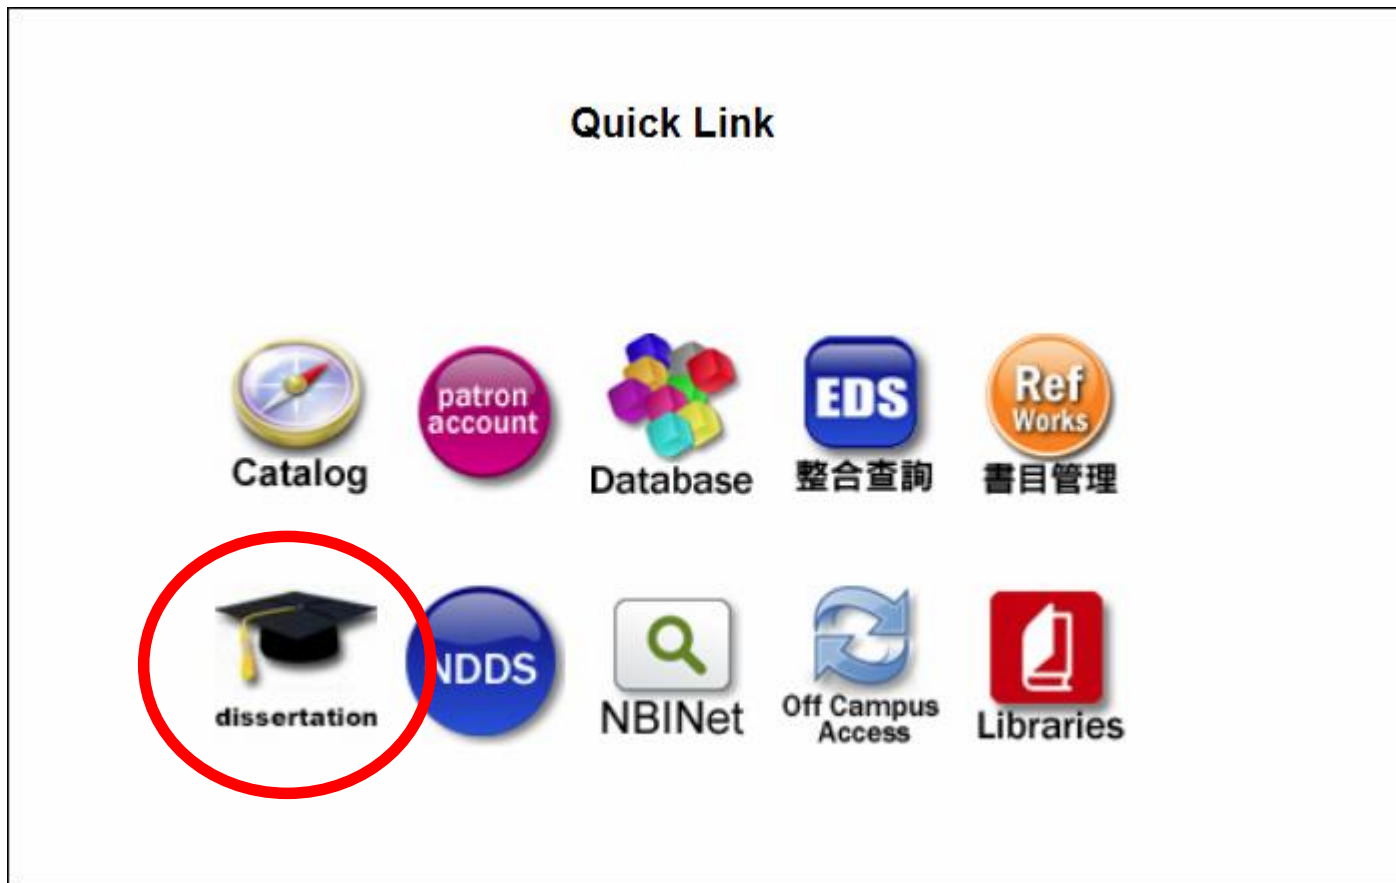 Quick Link
Catalog
patron
account
Database
EDS
整合查詢
Ref
Works
書目管理
dissertation
NDDS
NBINet
Off Campus
Access
Libraries